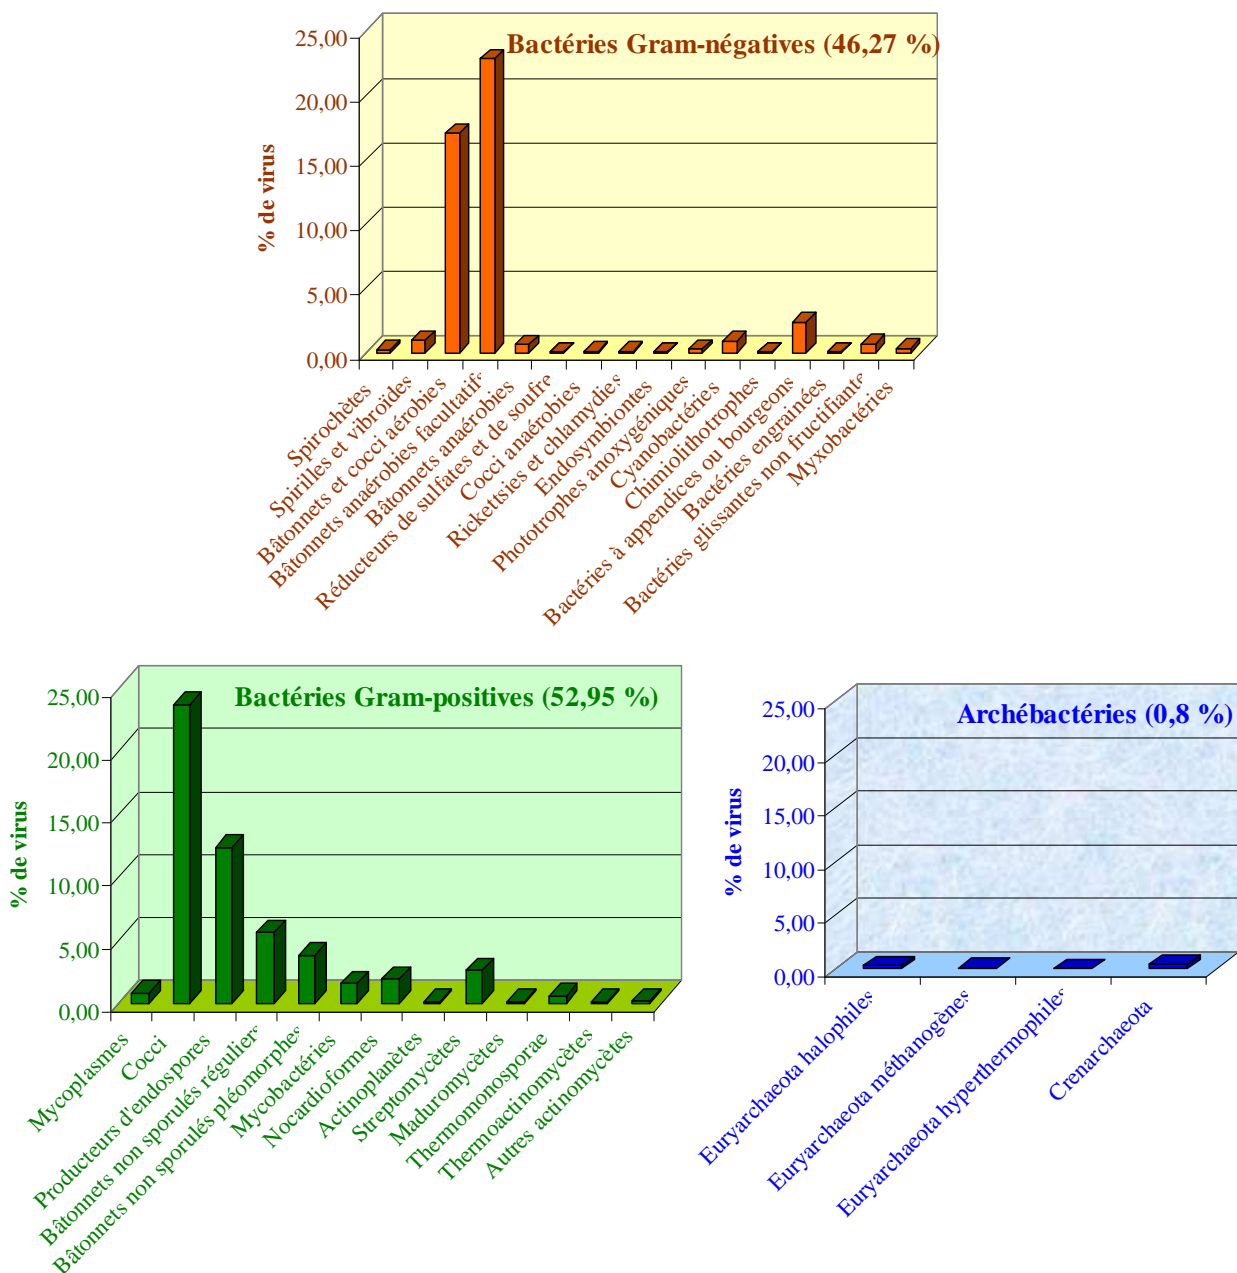 Bactéries Gram-négatives (46,27 %)
% de virus
25,00
20,00
15,00
10,00
5,00
0,00
Spirochètes
Spirilles et vibroïdes
Bâtonnets et cocci aérobies
Bâtonnets anaérobies facultatifs
Bâtonnets anaérobies
Réducteurs de sulfates et de soufre
Cocci anaérobies
Rickettsies et chlamydies
Endosymbiontes
Phototrophes anoxygéniques
Cyanobactéries
Chimiolithotrophes
Bactéries à appendices ou bourgeons
Bactéries engrainées
Bactéries glissantes non fructifiante
Myxobactéries
Bactéries Gram-positives (52,95 %)
% de virus
25,00
20,00
15,00
10,00
5,00
0,00
Mycoplasmes
Cocci
Producteurs d'endospores
Bâtonnets non sporulés réguliers
Bâtonnets non sporulés pléomorphes
Mycobactéries
Nocardioformes
Actinoplanètes
Streptomycètes
Maduromycètes
Thermomonosporae
Thermoactinomycètes
Autres actinomycètes
Archébactéries (0,8 %)
% de virus
25,00
20,00
15,00
10,00
5,00
0,00
Euryarchaeota halophiles
Euryarchaeota méthanogènes
Euryarchaeota hyperthermophiles
Crenarchaeota